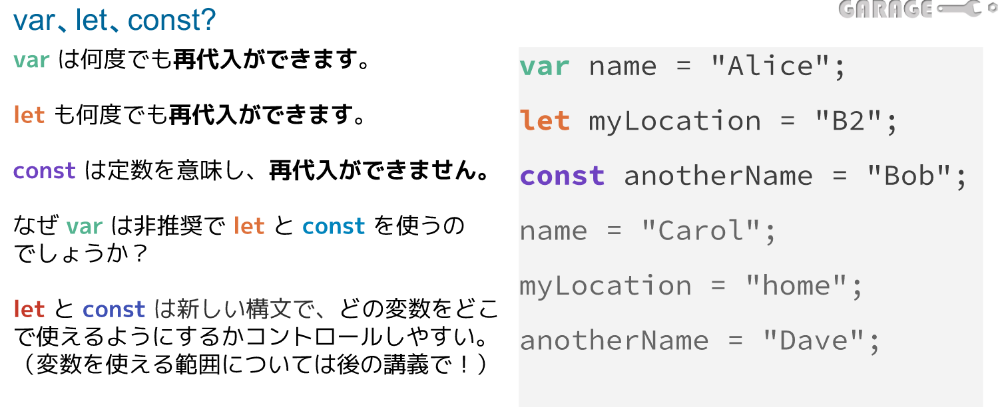 var、let、const?
GARAGE
var は何度でも再代入ができます。
let も何度でも再代入ができます。
const は定数を意味し、再代入ができません。
なぜ var は非推奨で let と const を使うの
でしょうか？
let と const は新しい構文で、どの変数をどこ
で使えるようにするかコントロールしやすい。
（変数を使える範囲については後の講義で！）
var name = "Alice";
let myLocation = "B2";
const anotherName = "Bob";
name = "Carol";
myLocation = "home";
anotherName = "Dave";